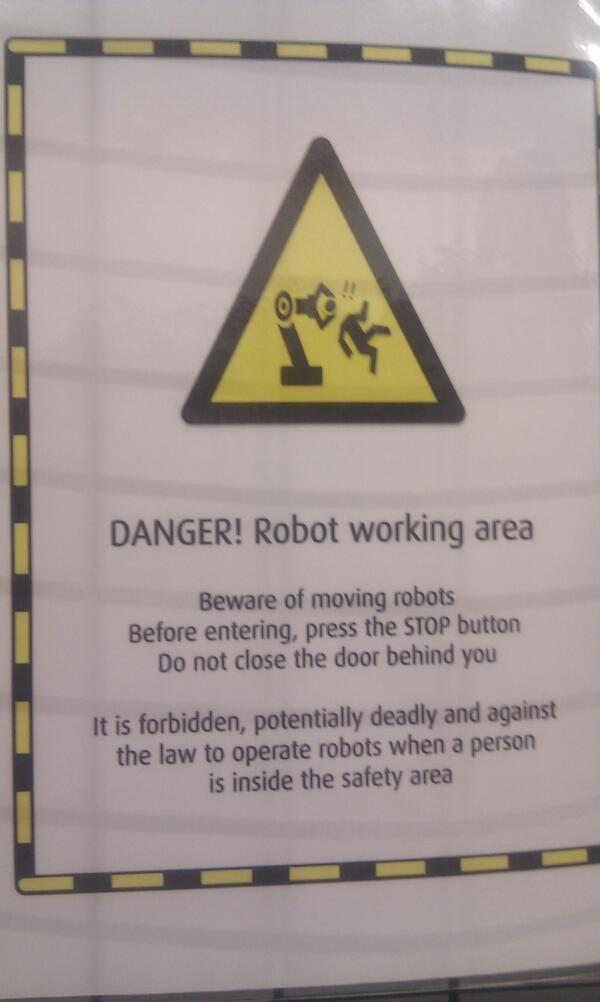 !!
DANGER! Robot working area
Beware of moving robots
Before entering, press the STOP button
Do not close the door behind you
It is forbidden, potentially deadly and against
the law to operate robots when a person
is inside the safety area